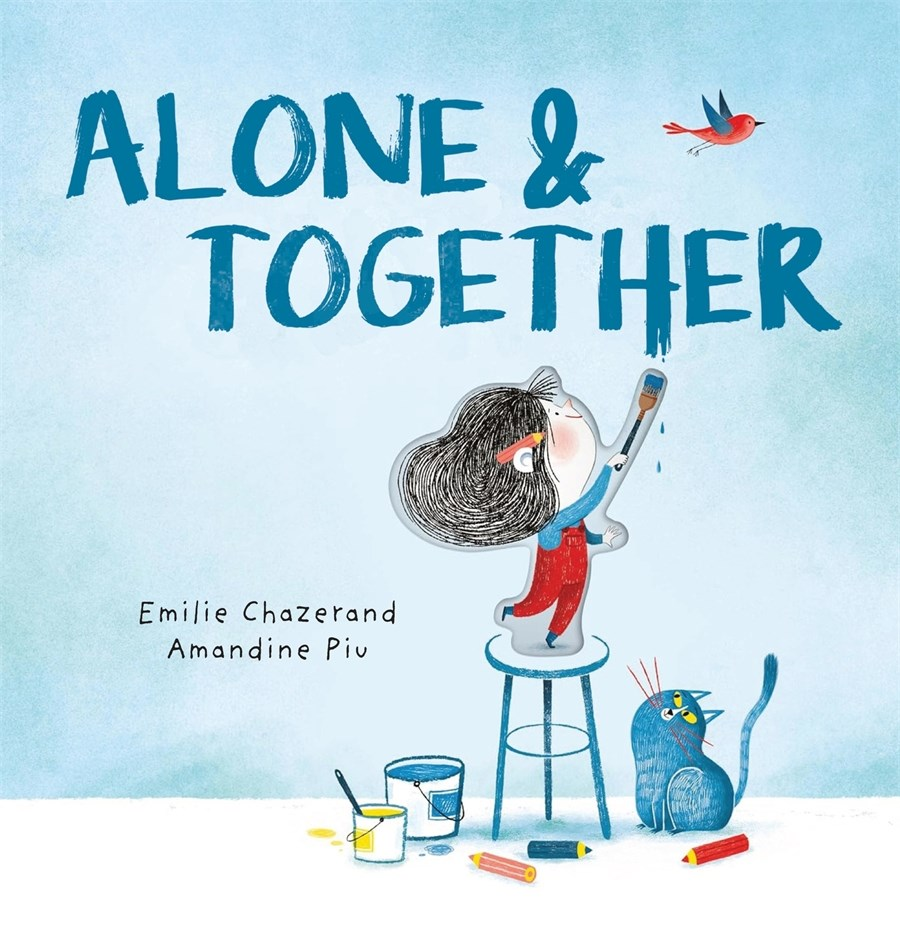 ALONE &
TOGETHER
Emilie Chazerand
Amandine Piu